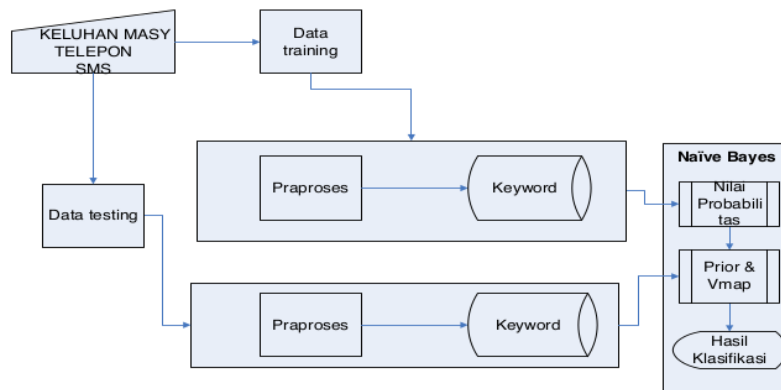 KELUHAN MASY
TELEPON
SMS
Data
training
Praproses
Keyword
Naïve Bayes
Nilai
Probabili
tas
Data testing
Prior &
Vmap
Praproses
Keyword
Hasil
Klasifikasi